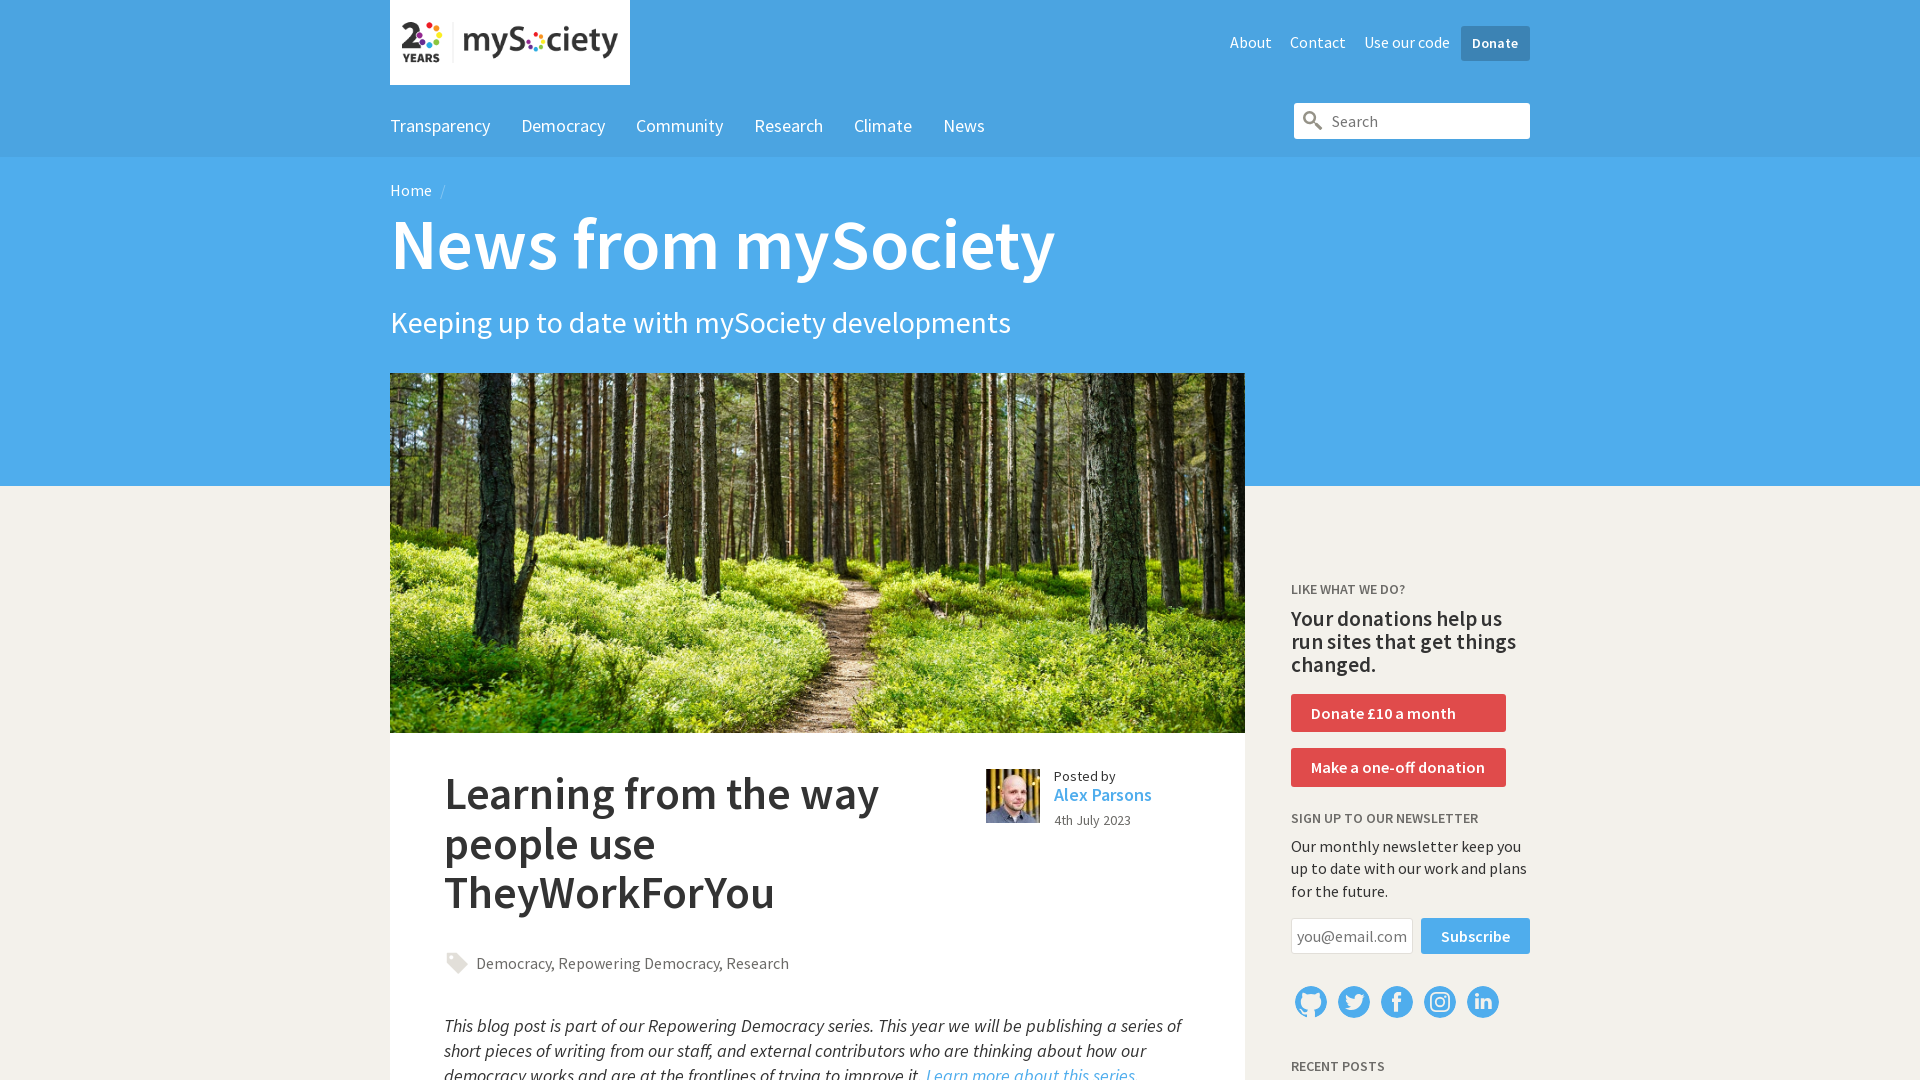 20 YEARS
mySociety
About
Contact
Use our code
Donate
Transparency
Democracy
Community
Research
Climate
News
Search
Home /
News from mySociety
Keeping up to date with mySociety developments
Learning from the way
people use
TheyWorkForYou
Posted by
Alex Parsons
4th July 2023
Democracy, Repowering Democracy, Research
This blog post is part of our Repowering Democracy series. This year we will be publishing a series of
short pieces of writing from our staff, and external contributors who are thinking about how our
democracy works and are at the frontlines of trying to improve it. Learn more about this series.
LIKE WHAT WE DO?
Your donations help us
run sites that get things
changed.
Donate £10 a month
Make a one-off donation
SIGN UP TO OUR NEWSLETTER
Our monthly newsletter keep you
up to date with our work and plans
for the future.
you@email.com
Subscribe
RECENT POSTS